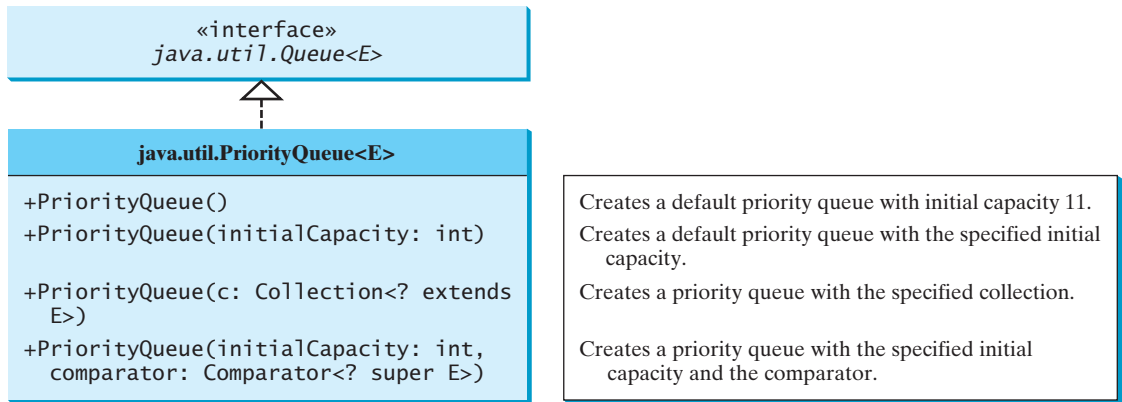 «interface»
java.util.Queue<E>
java.util.PriorityQueue<E>
+PriorityQueue()
+PriorityQueue(initialCapacity: int)
+PriorityQueue(c: Collection<? extends
E>)
+PriorityQueue(initialCapacity: int,
comparator: Comparator<? super E>)
Creates a default priority queue with initial capacity 11.
Creates a default priority queue with the specified initial
capacity.
Creates a priority queue with the specified collection.
Creates a priority queue with the specified initial
capacity and the comparator.